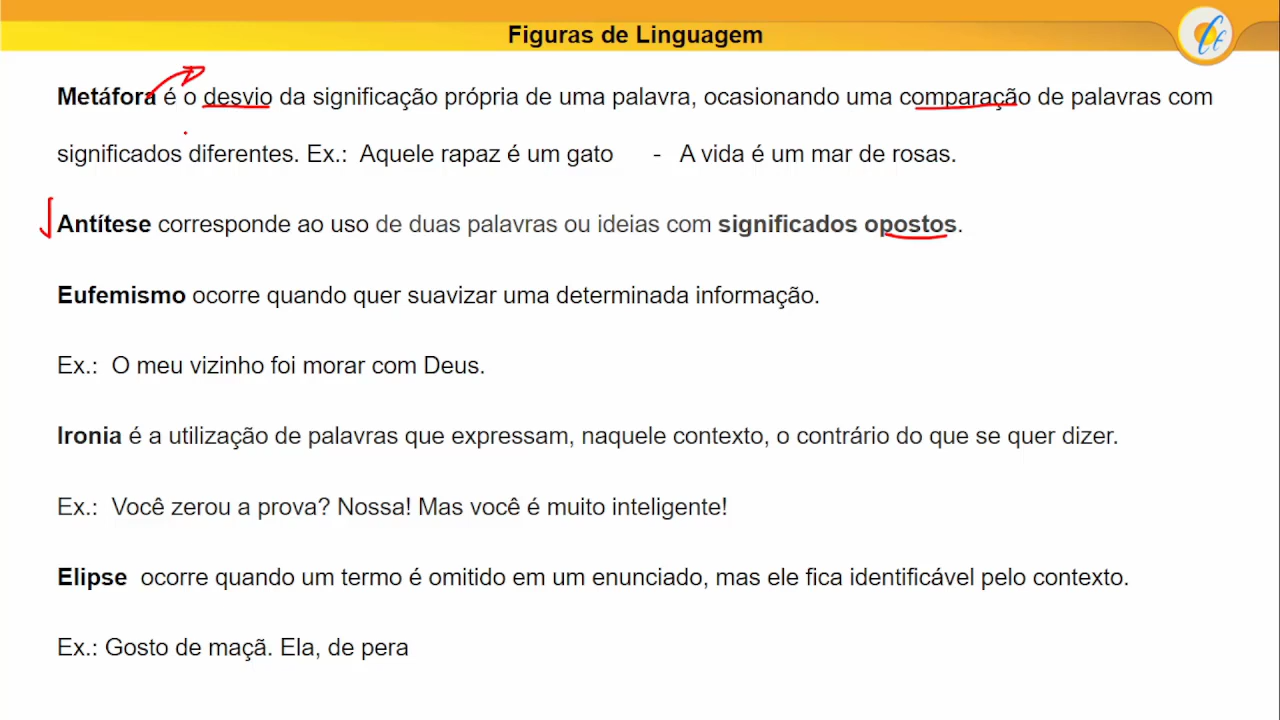 Figuras de Linguagem
Metáfora é o desvio da significação própria de uma palavra, ocasionando uma comparação de palavras com
significados diferentes. Ex.: Aquele rapaz é um gato - A vida é um mar de rosas.
Antítese corresponde ao uso de duas palavras ou ideias com significados opostos.
Eufemismo ocorre quando quer suavizar uma determinada informação.
Ex.: O meu vizinho foi morar com Deus.
Ironia é a utilização de palavras que expressam, naquele contexto, o contrário do que se quer dizer.
Ex.: Você zerou a prova? Nossa! Mas você é muito inteligente!
Elipse ocorre quando um termo é omitido em um enunciado, mas ele fica identificável pelo contexto.
Ex.: Gosto de maçã. Ela, de pera